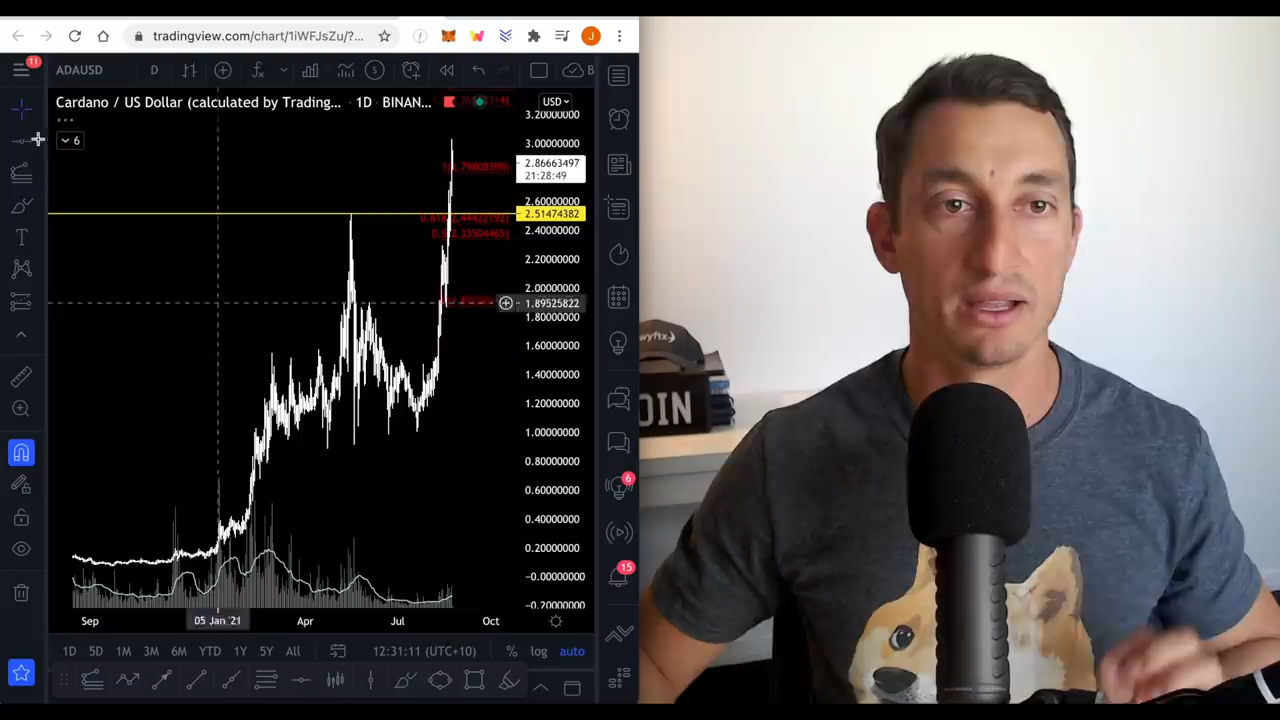 tradingview.com/chart/1iWFJsZu/?...
J
11
ADAUSD
D
B
Cardano / US Dollar (calculated by Trading... · 1D · BINAN...
USD
6
3.20000000
3.00000000
2.86663497
21:28:49
2.60000000
2.51474382
2.40000000
2.20000000
2.00000000
1.89525822
1.80000000
1.60000000
1.40000000
1.20000000
1.00000000
0.80000000
0.60000000
0.40000000
0.20000000
−0.00000000
−0.20000000
Sep
05 Jan '21
Apr
Jul
Oct
1D
5D
1M
3M
6M
YTD
1Y
5Y
All
12:31:11 (UTC+10)
%
log
auto
6
15
wyftx
OIN